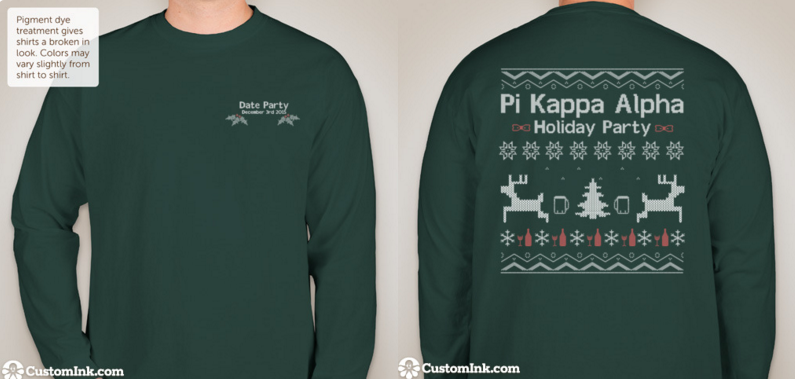 Pigment dye
treatment gives
shirts a broken in
look. Colors may
vary slightly from
shirt to shirt.
Date Party
December 3rd 2015
CustomInk.com
Pi Kappa Alpha
Holiday Party
CustomInk.com